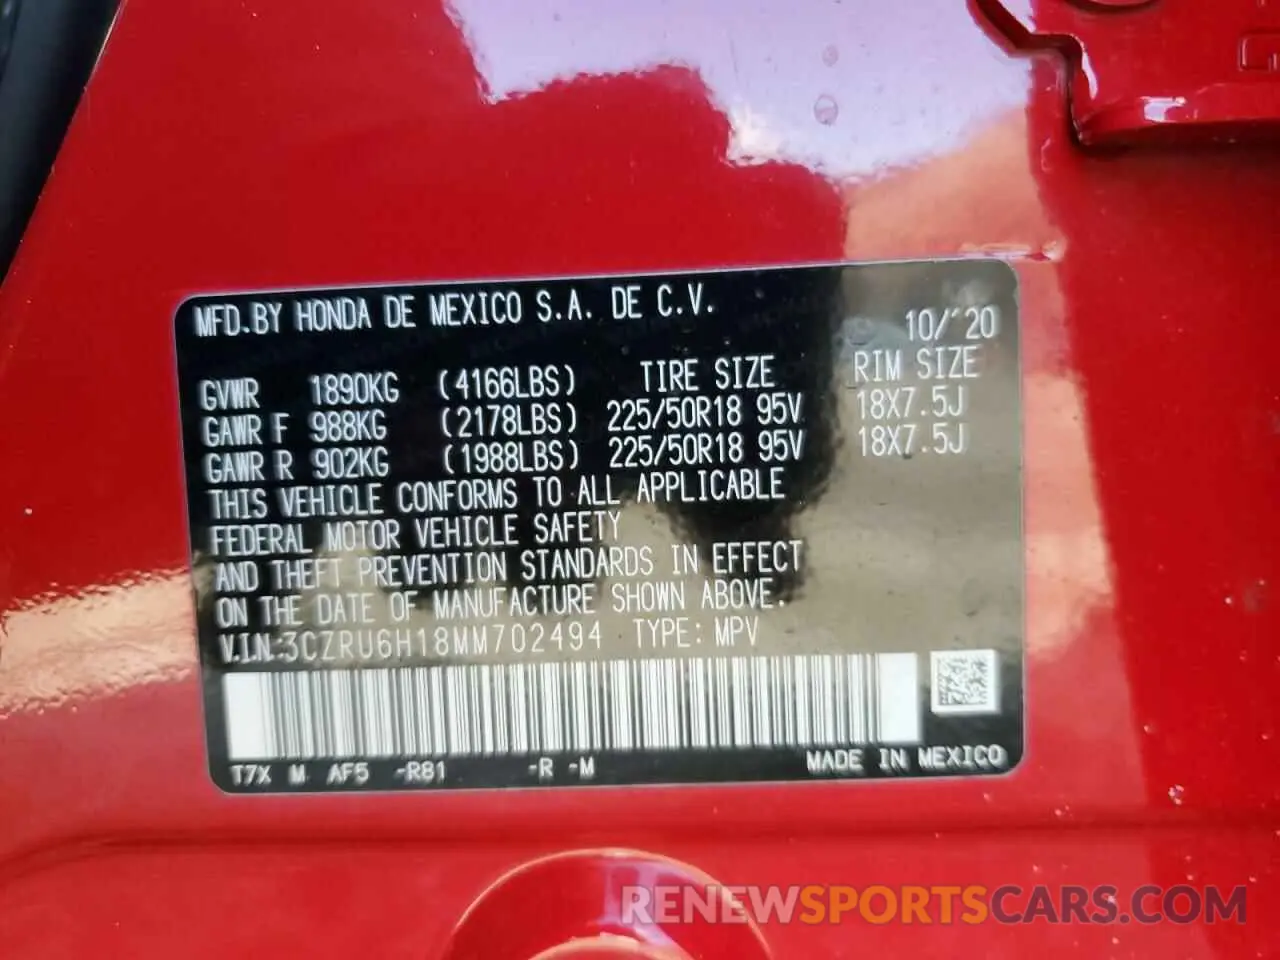 MFD.BY HONDA DE MEXICO S.A. DE C.V.
10/'20
GVWR 1890KG (4166LBS) TIRE SIZE RIM SIZE
GAWR F 988KG (2178LBS) 225/50R18 95V 18X7.5J
GAWR R 902KG (1988LBS) 225/50R18 95V 18X7.5J
THIS VEHICLE CONFORMS TO ALL APPLICABLE
FEDERAL MOTOR VEHICLE SAFETY
AND THEFT PREVENTION STANDARDS IN EFFECT
ON THE DATE OF MANUFACTURE SHOWN ABOVE.
V.I.N.:3CZRU6H18MM702494 TYPE: MPV
T7X M AF5 -R81 -R -M MADE IN MEXICO
RENEWSPORTSCARS.COM